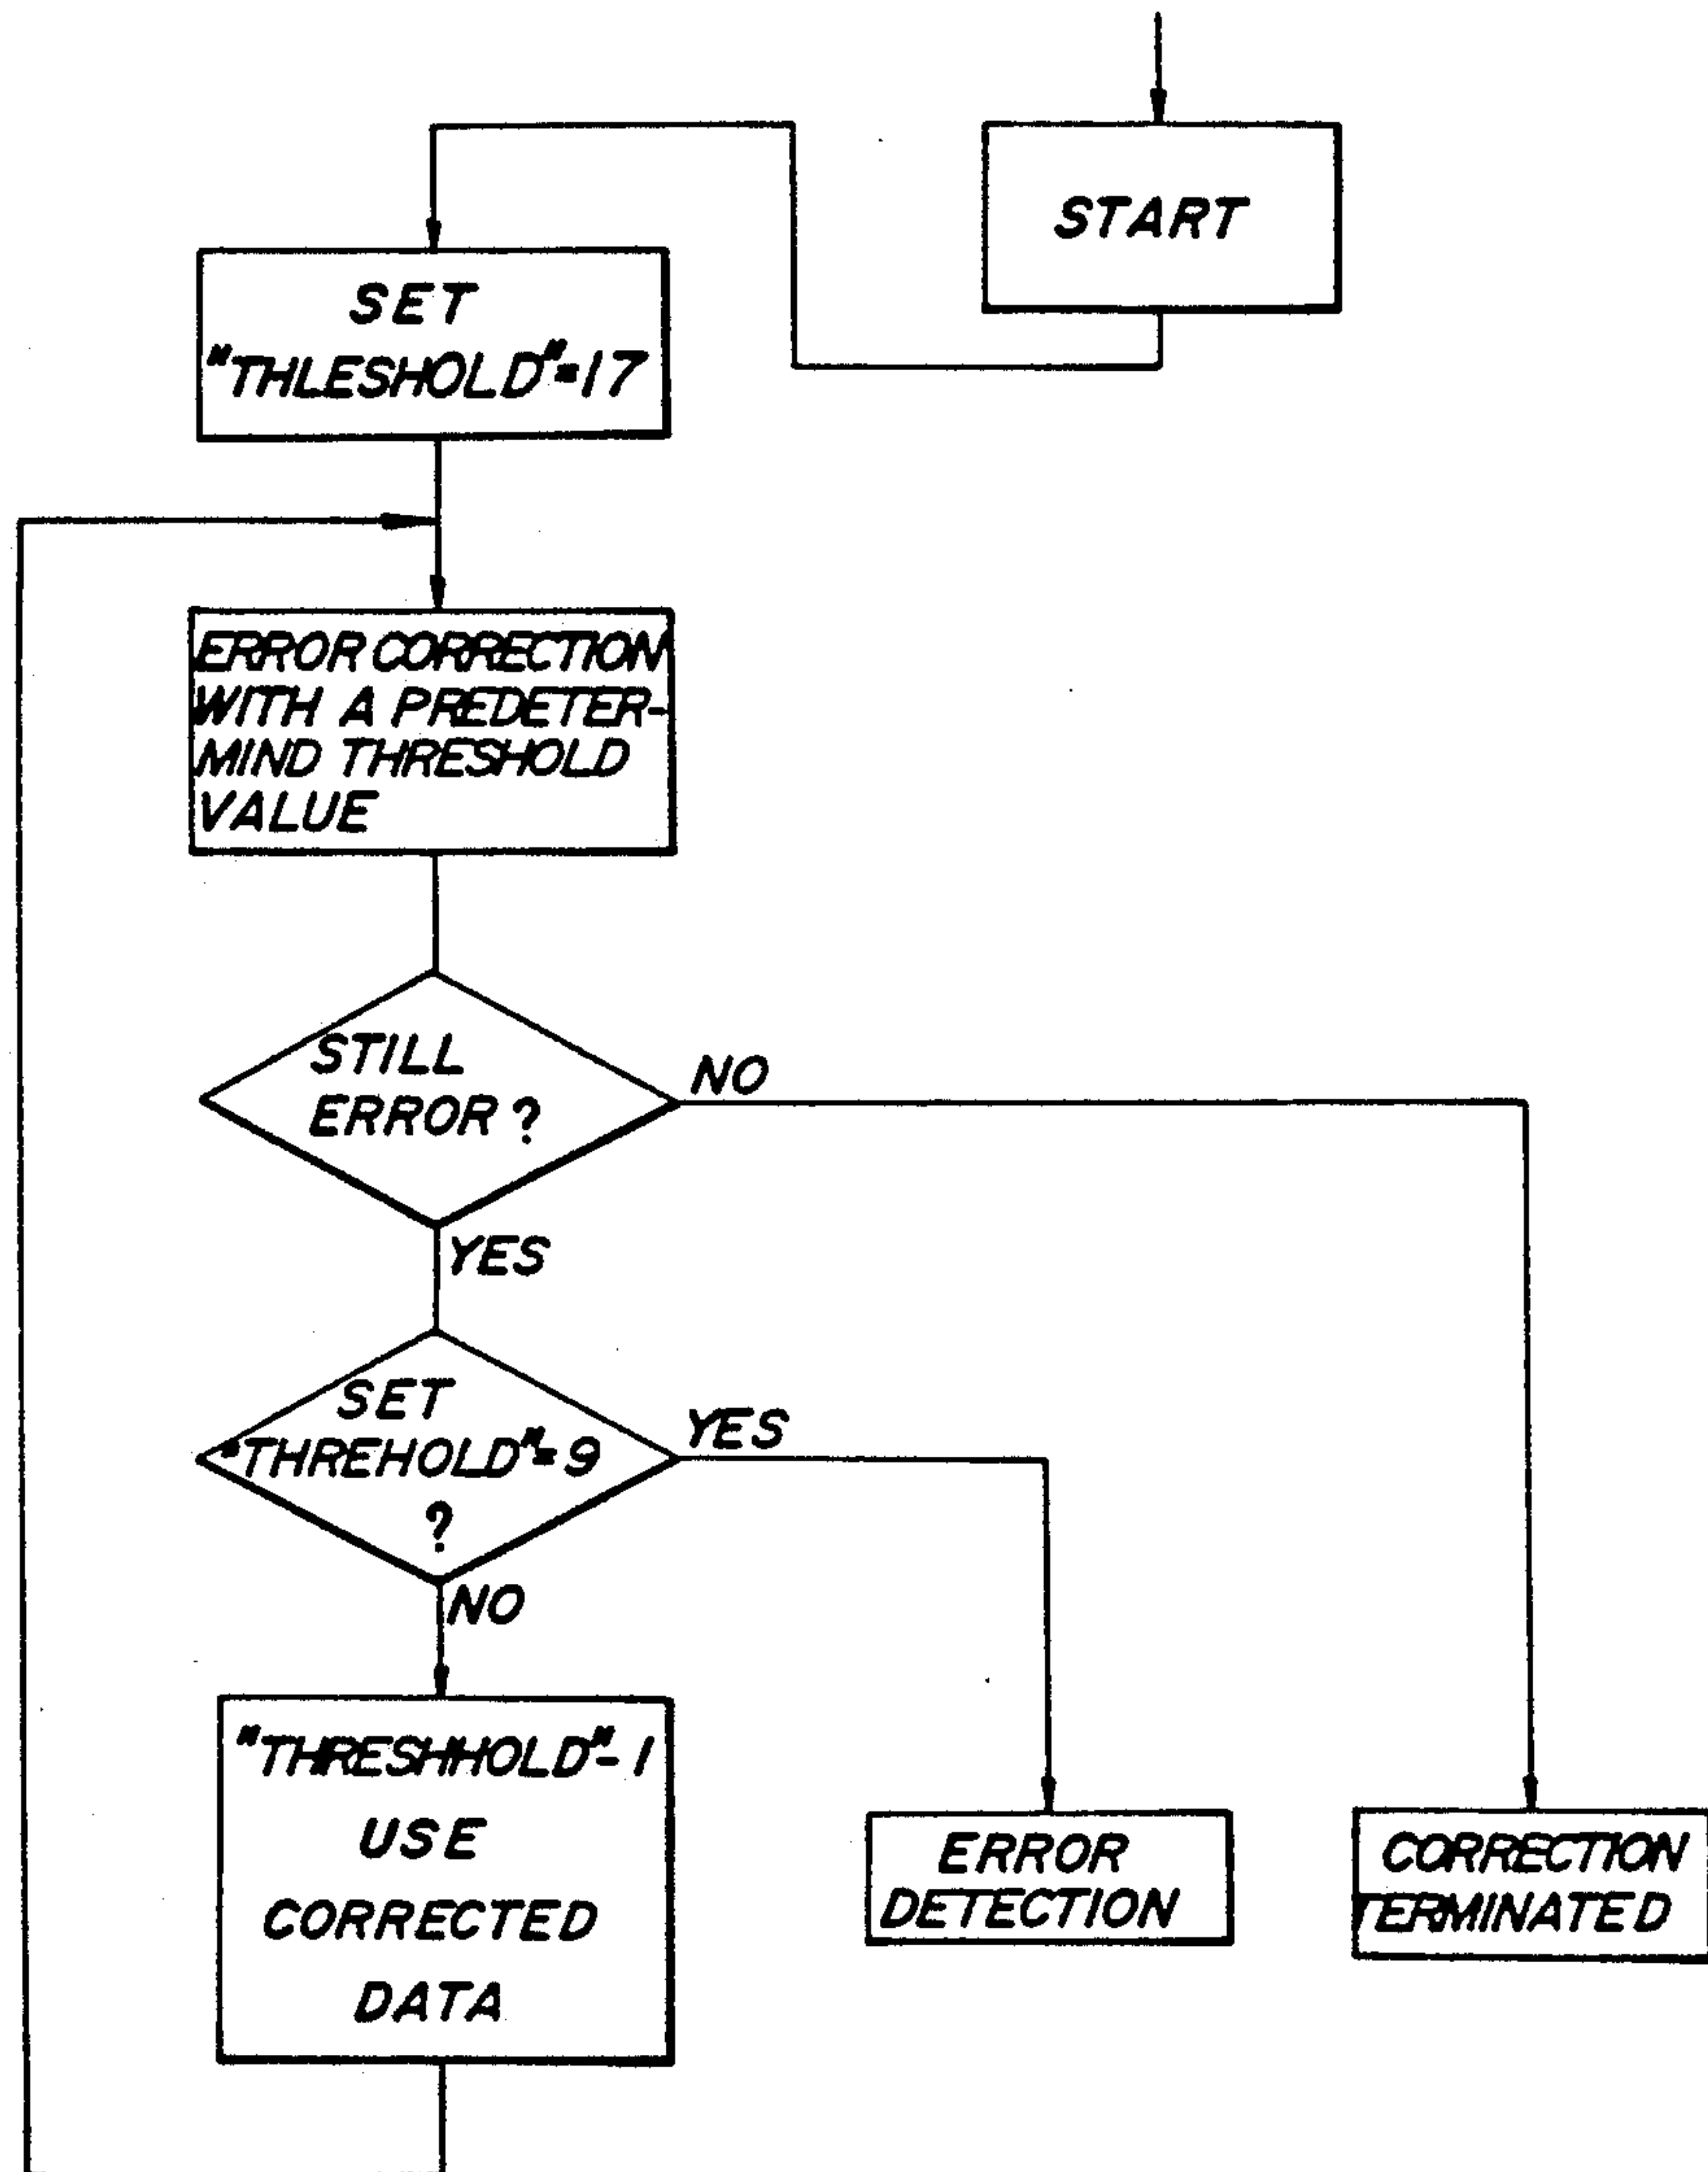 START
SET
"THLESHOLD"=17
ERROR CORRECTION
WITH A PREDETER-
MIND THRESHOLD
VALUE
STILL
ERROR?
NO
YES
SET
"THREHOLD"=9
?
YES
NO
"THRESHHOLD"-1
USE
CORRECTED
DATA
ERROR
DETECTION
CORRECTION
TERMINATED